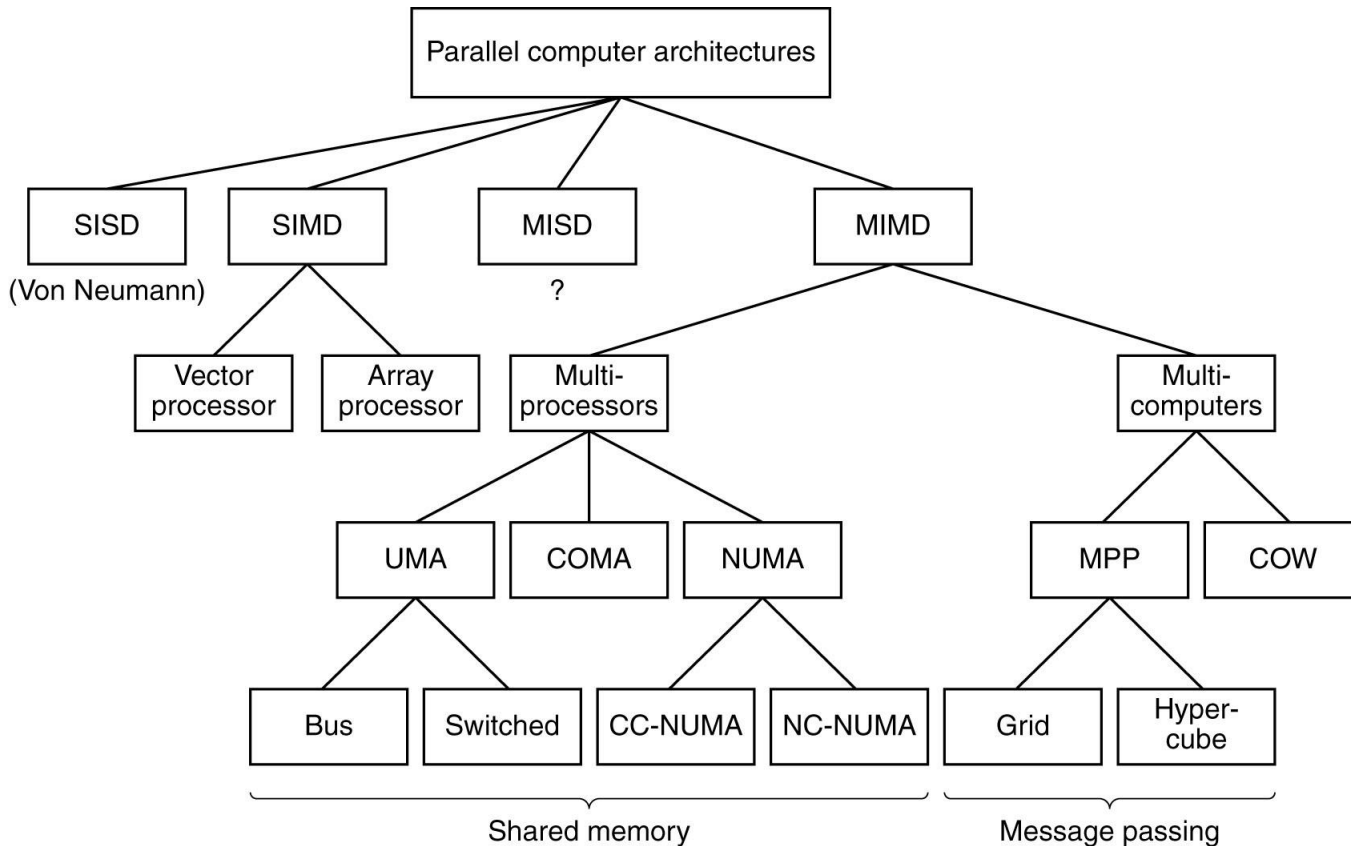 Parallel computer architectures
SISD
SIMD
MISD
MIMD
(Von Neumann)
?
Vector
processor
Array
processor
Multi-
processors
Multi-
computers
UMA
COMA
NUMA
MPP
COW
Bus
Switched
CC-NUMA
NC-NUMA
Grid
Hyper-
cube
Shared memory
Message passing